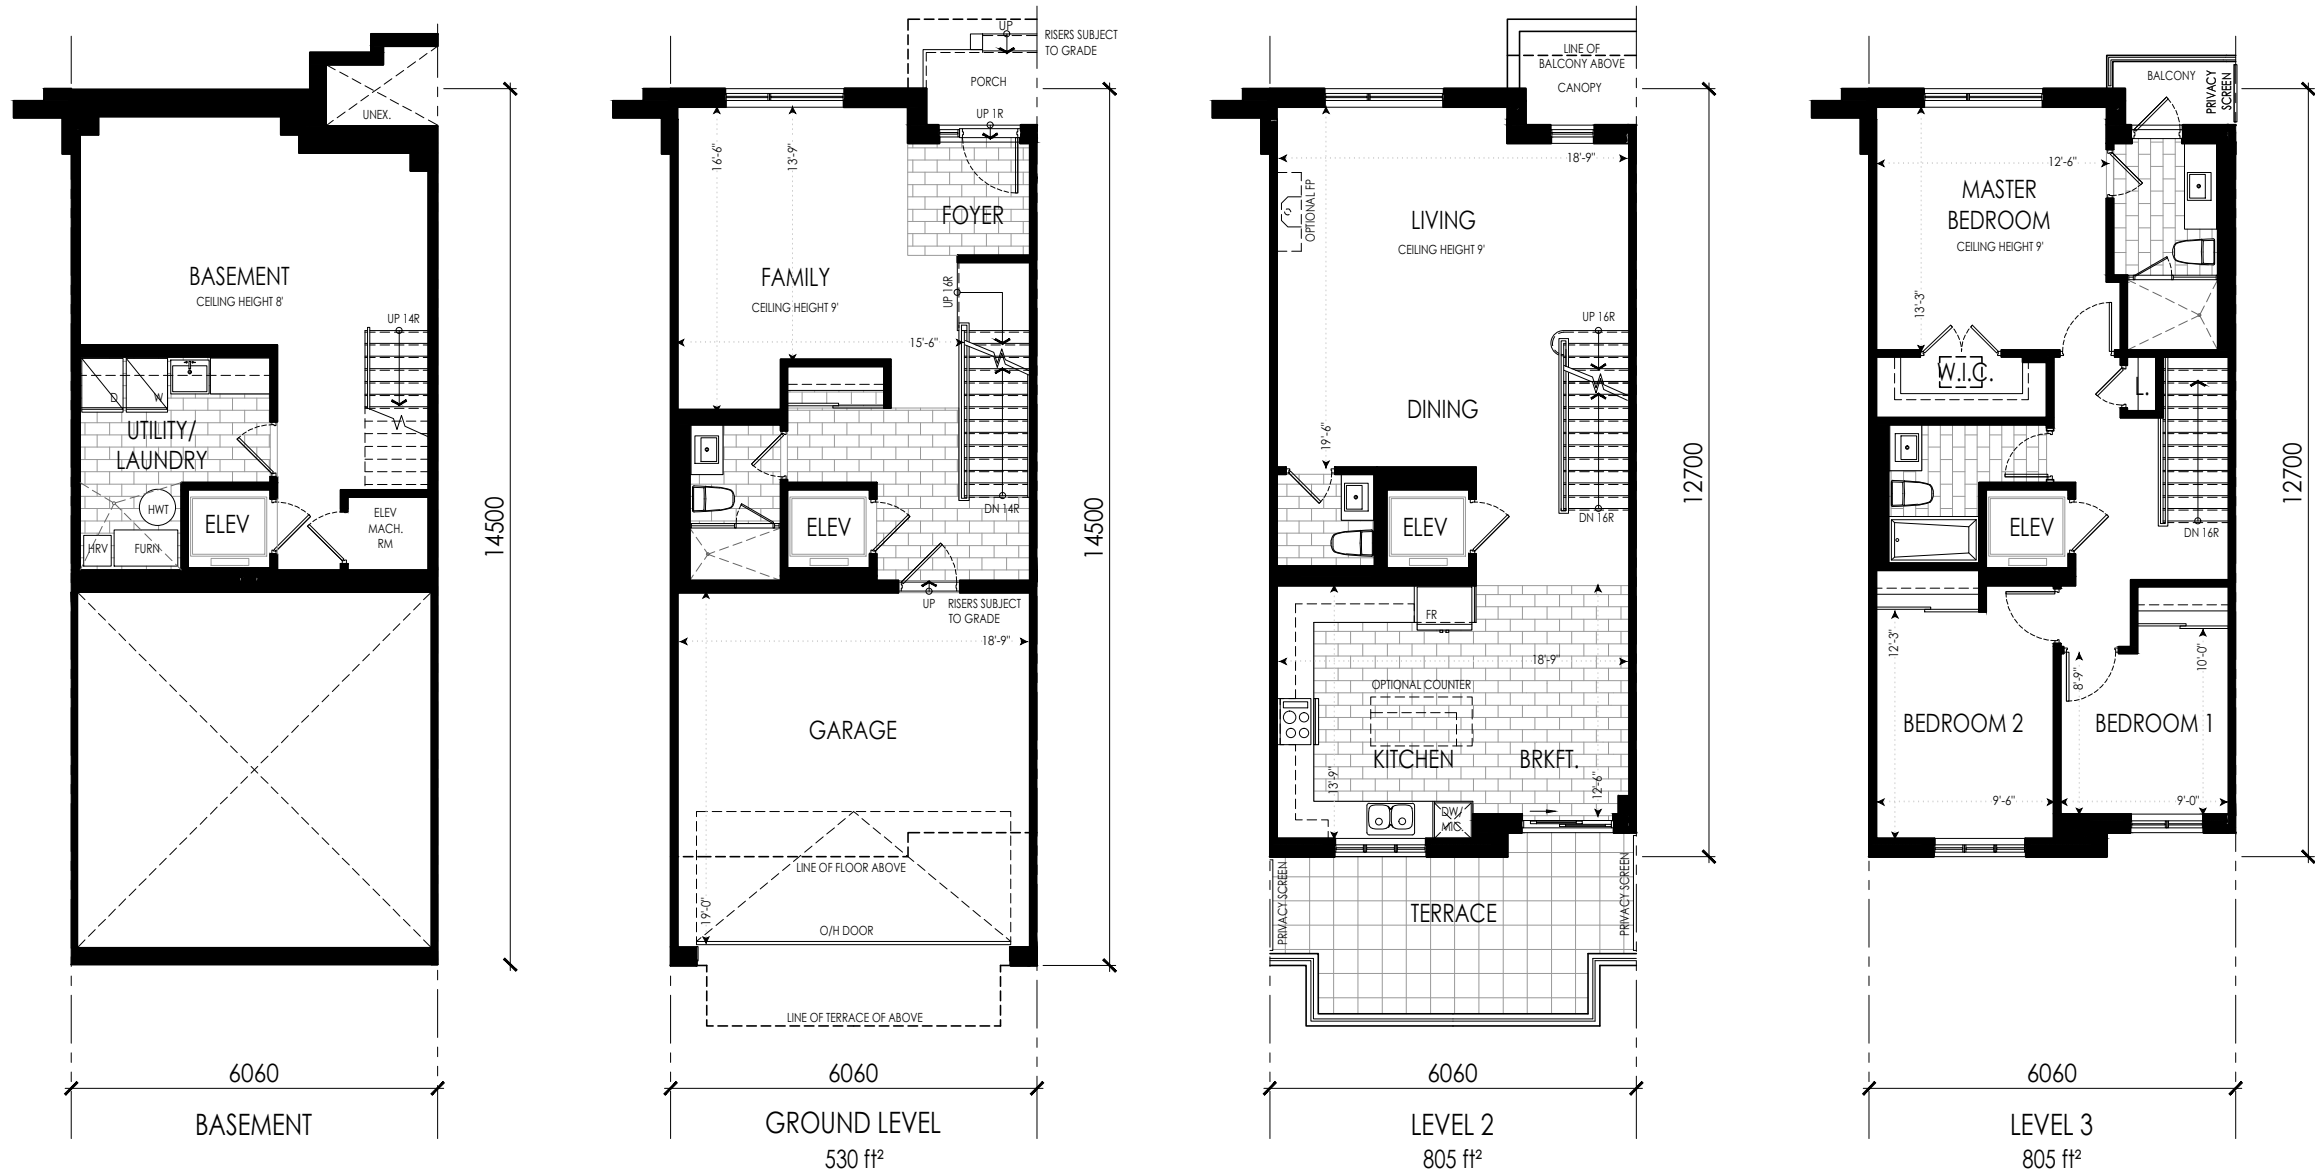 UNEX.
BASEMENT
CEILING HEIGHT 8'
UP 14R
D
W
UTILITY/
LAUNDRY
HWT
HRV
FURN
ELEV
ELEV
MACH.
RM
14500
6060
BASEMENT
UP
RISERS SUBJECT
TO GRADE
PORCH
UP 1R
16'-6"
13'-9"
FOYER
FAMILY
CEILING HEIGHT 9'
UP 16R
15'-6"
ELEV
DN 14R
UP
RISERS SUBJECT
TO GRADE
18'-9"
GARAGE
LINE OF FLOOR ABOVE
19'-0"
O/H DOOR
LINE OF TERRACE OF ABOVE
14500
6060
GROUND LEVEL
530 ft²
LINE OF
BALCONY ABOVE
CANOPY
18'-9"
OPTIONAL FP
LIVING
CEILING HEIGHT 9'
UP 16R
DINING
19'-6"
ELEV
DN 16R
FR
18'-9"
OPTIONAL COUNTER
KITCHEN
BRKFT.
13'-9"
12'-6"
DW/
MIC.
PRIVACY SCREEN
PRIVACY SCREEN
TERRACE
12700
6060
LEVEL 2
805 ft²
BALCONY
PRIVACY
SCREEN
12'-6"
MASTER
BEDROOM
CEILING HEIGHT 9'
13'-3"
W.I.C.
L.
ELEV
DN 16R
12'-3"
8'-9"
10'-0"
BEDROOM 2
BEDROOM 1
9'-6"
9'-0"
12700
6060
LEVEL 3
805 ft²